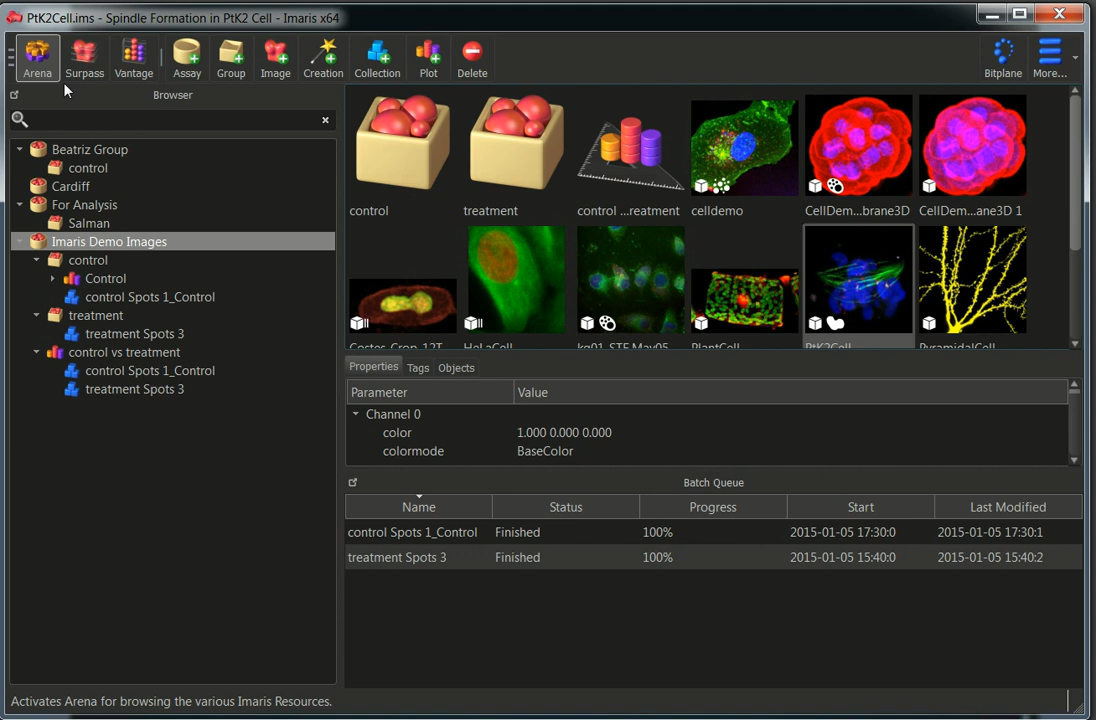 PtK2Cell.ims - Spindle Formation in PtK2 Cell - Imaris x64
Arena Surpass Vantage Assay Group Image Creation Collection Plot Delete Bitplane More...
Browser
Beatriz Group
control
Cardiff
For Analysis
Salman
Imaris Demo Images
control
Control
control Spots 1_Control
treatment
treatment Spots 3
control vs treatment
control Spots 1_Control
treatment Spots 3
control treatment control ...reatment celldemo CellDem...brane3D CellDem...ane3D 1
Costes_Crop_12T HeLaCell kg01_STF_May05 PlantCell PtK2Cell PyramidalCell
Properties Tags Objects
Parameter Value
Channel 0
color 1.000 0.000 0.000
colormode BaseColor
Batch Queue
Name Status Progress Start Last Modified
control Spots 1_Control Finished 100% 2015-01-05 17:30:0 2015-01-05 17:30:1
treatment Spots 3 Finished 100% 2015-01-05 15:40:0 2015-01-05 15:40:2
Activates Arena for browsing the various Imaris Resources.